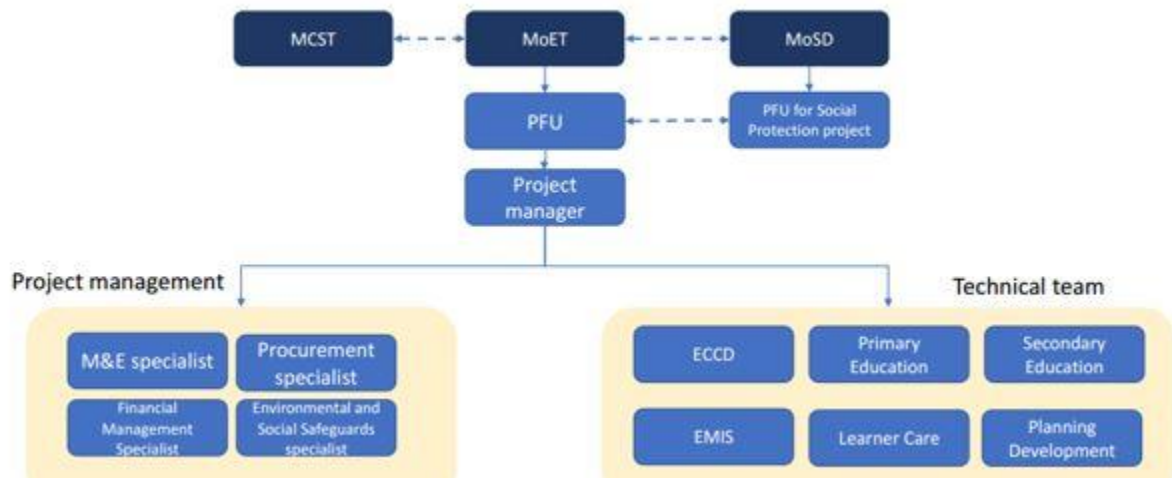 MCST
MoET
MoSD
PFU
PFU for Social
Protection project
Project
manager
Project management
Technical team
M&E specialist
Procurement
specialist
Financial
Management
Specialist
Environmental and
Social Safeguards
specialist
ECCD
Primary
Education
Secondary
Education
EMIS
Learner Care
Planning
Development